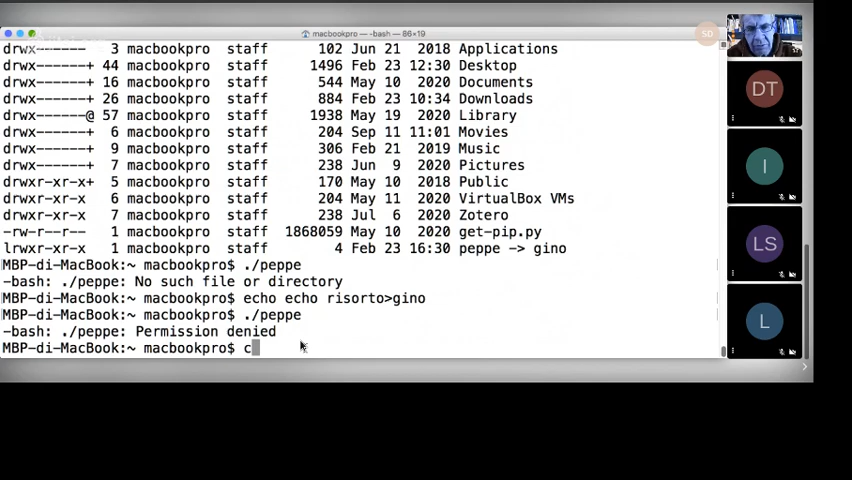 macbookpro — -bash — 86×19
drwx------ 3 macbookpro staff 102 Jun 21 2018 Applications
drwx------+ 44 macbookpro staff 1496 Feb 23 12:30 Desktop
drwx------+ 16 macbookpro staff 544 May 10 2020 Documents
drwx------+ 26 macbookpro staff 884 Feb 23 10:34 Downloads
drwx------@ 57 macbookpro staff 1938 May 19 2020 Library
drwx------+ 6 macbookpro staff 204 Sep 11 11:01 Movies
drwx------+ 9 macbookpro staff 306 Feb 21 2019 Music
drwx------+ 7 macbookpro staff 238 Jun 9 2020 Pictures
drwxr-xr-x+ 5 macbookpro staff 170 May 10 2018 Public
drwxr-xr-x 6 macbookpro staff 204 May 11 2020 VirtualBox VMs
drwxr-xr-x 7 macbookpro staff 238 Jul 6 2020 Zotero
-rw-r--r-- 1 macbookpro staff 1868059 May 10 2020 get-pip.py
lrwxr-xr-x 1 macbookpro staff 4 Feb 23 16:30 peppe -> gino
MBP-di-MacBook:~ macbookpro$ ./peppe
-bash: ./peppe: No such file or directory
MBP-di-MacBook:~ macbookpro$ echo echo risorto>gino
MBP-di-MacBook:~ macbookpro$ ./peppe
-bash: ./peppe: Permission denied
MBP-di-MacBook:~ macbookpro$ c
SD
DT
I
LS
L